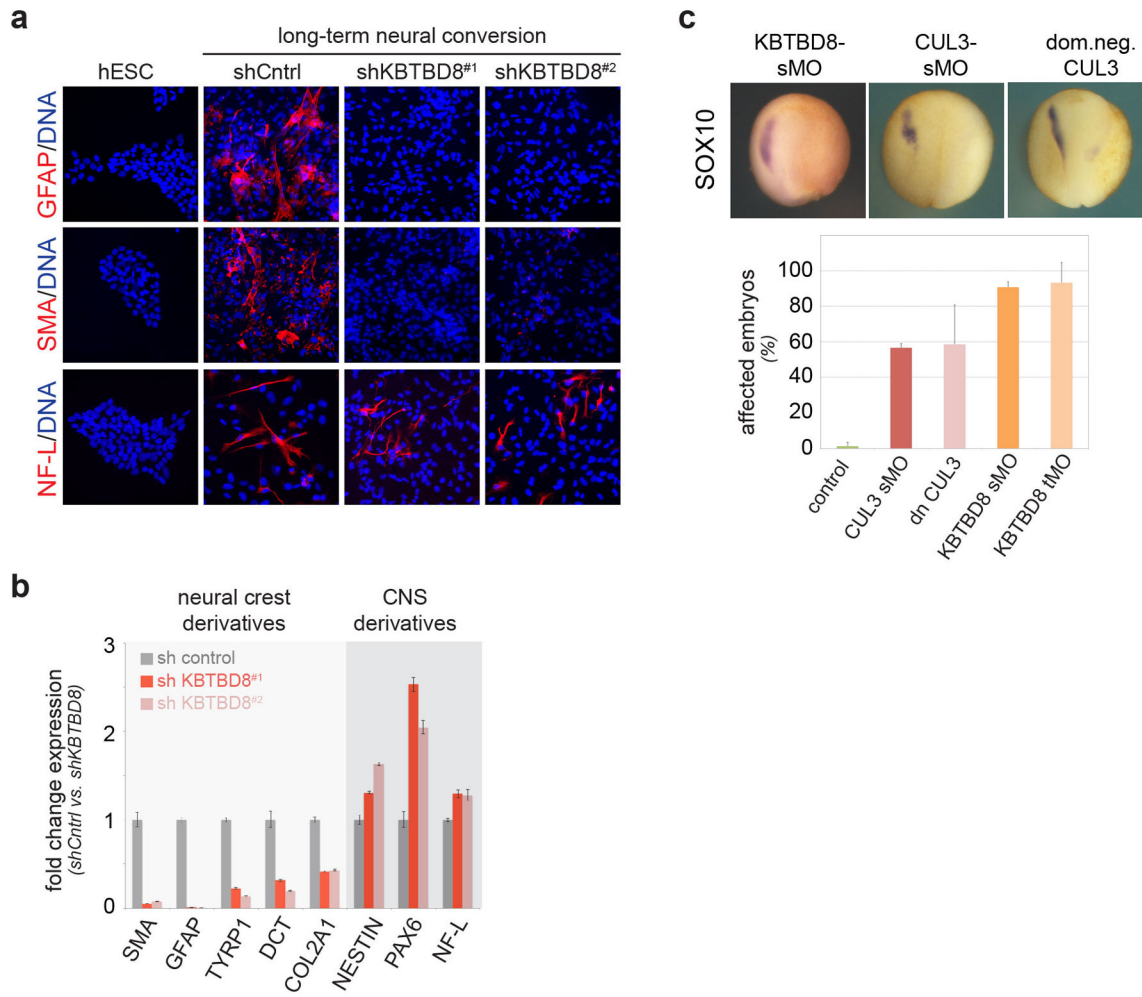 a
long-term neural conversion
hESC
shCntrl
shKBTBD8#1
shKBTBD8#2
GFAP/DNA
SMA/DNA
NF-L/DNA
b
neural crest
derivatives
CNS
derivatives
fold change expression
(shCntrl vs. shKBTBD8)
3
2
1
0
sh control
sh KBTBD8#1
sh KBTBD8#2
SMA
GFAP
TYRP1
DCT
COL2A1
NESTIN
PAX6
NF-L
c
KBTBD8-
sMO
CUL3-
sMO
dom.neg.
CUL3
SOX10
affected embryos
(%)
100
80
60
40
20
0
control
CUL3 sMO
dn CUL3
KBTBD8 sMO
KBTBD8 tMO